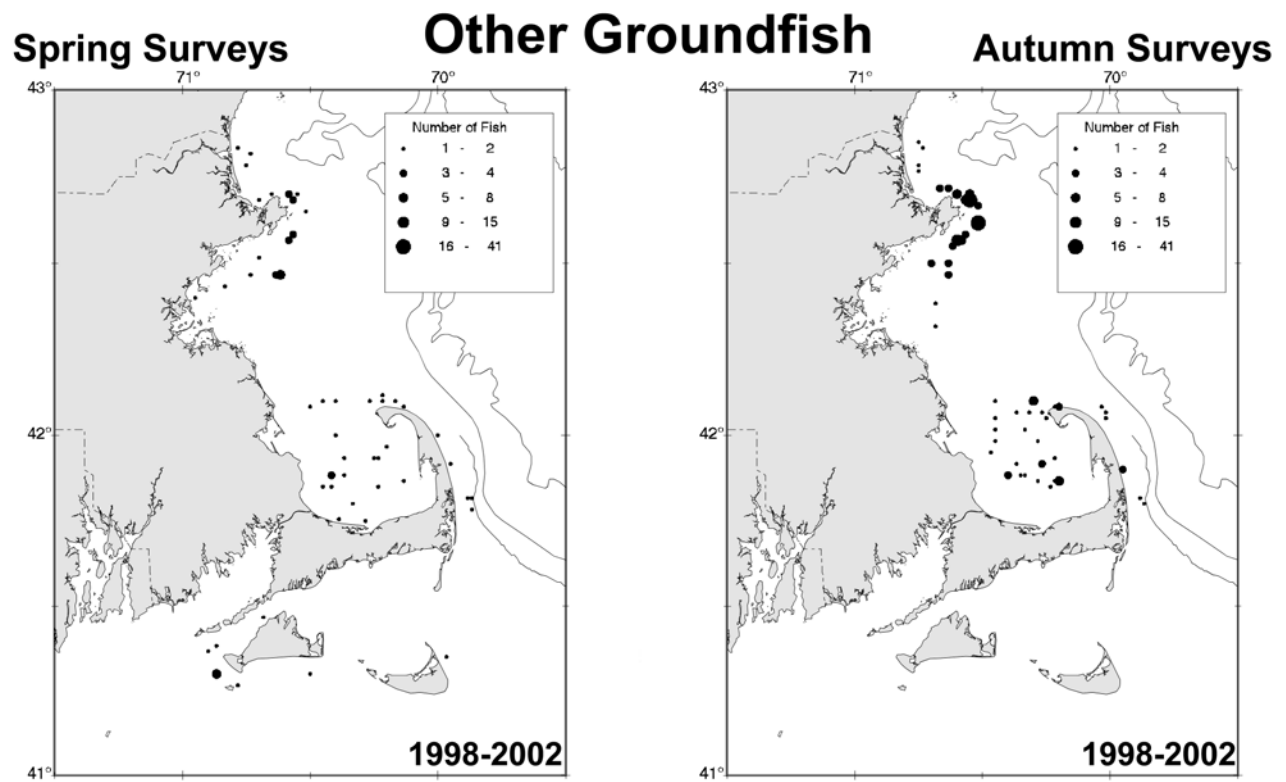 Other Groundfish
Spring Surveys
Autumn Surveys
71°
70°
43°
42°
41°
Number of Fish
1 - 2
3 - 4
5 - 8
9 - 15
16 - 41
1998-2002
71°
70°
43°
42°
41°
Number of Fish
1 - 2
3 - 4
5 - 8
9 - 15
16 - 41
1998-2002